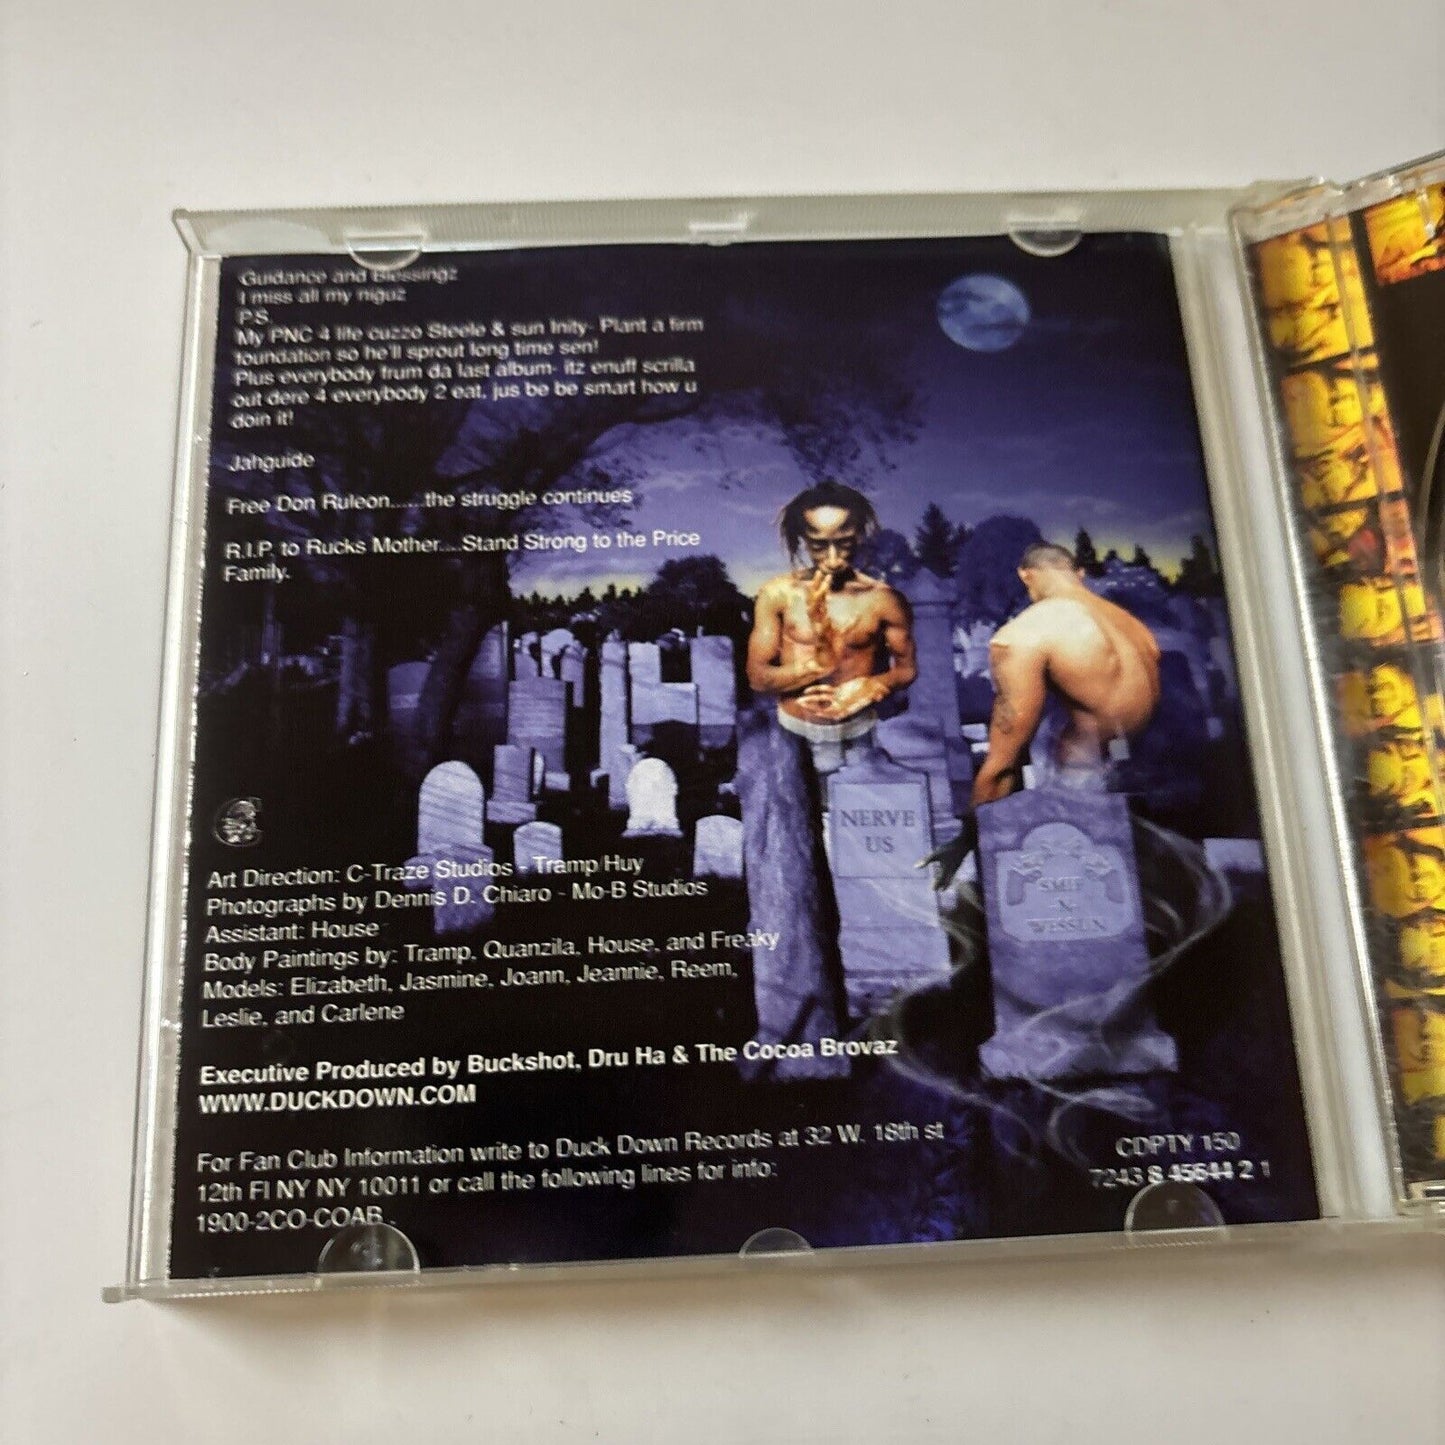 Guidance and Blessingz
I miss all my niguz
P.S.
My PNC 4 life cuzzo Steele & sun Inity- Plant a firm
foundation so he'll sprout long time sen!
Plus everybody frum da last album- itz enuff scrilla
out dere 4 everybody 2 eat, jus be be smart how u
doin it!
Jahguide
Free Don Ruleon......the struggle continues
R.I.P. to Rucks Mother....Stand Strong to the Price
Family.
NERVE
US
SMIF
N
WESSUN
Art Direction: C-Traze Studios - Tramp/Huy
Photographs by Dennis D. Chiaro - Mo-B Studios
Assistant: House
Body Paintings by: Tramp, Quanzila, House, and Freaky
Models: Elizabeth, Jasmine, Joann, Jeannie, Reem,
Leslie, and Carlene
Executive Produced by Buckshot, Dru Ha & The Cocoa Brovaz
WWW.DUCKDOWN.COM
For Fan Club Information write to Duck Down Records at 32 W. 18th st
12th Fl NY NY 10011 or call the following lines for info:
1900-2CO-COAB
CDPTY 150
7243 8 45644 2 1